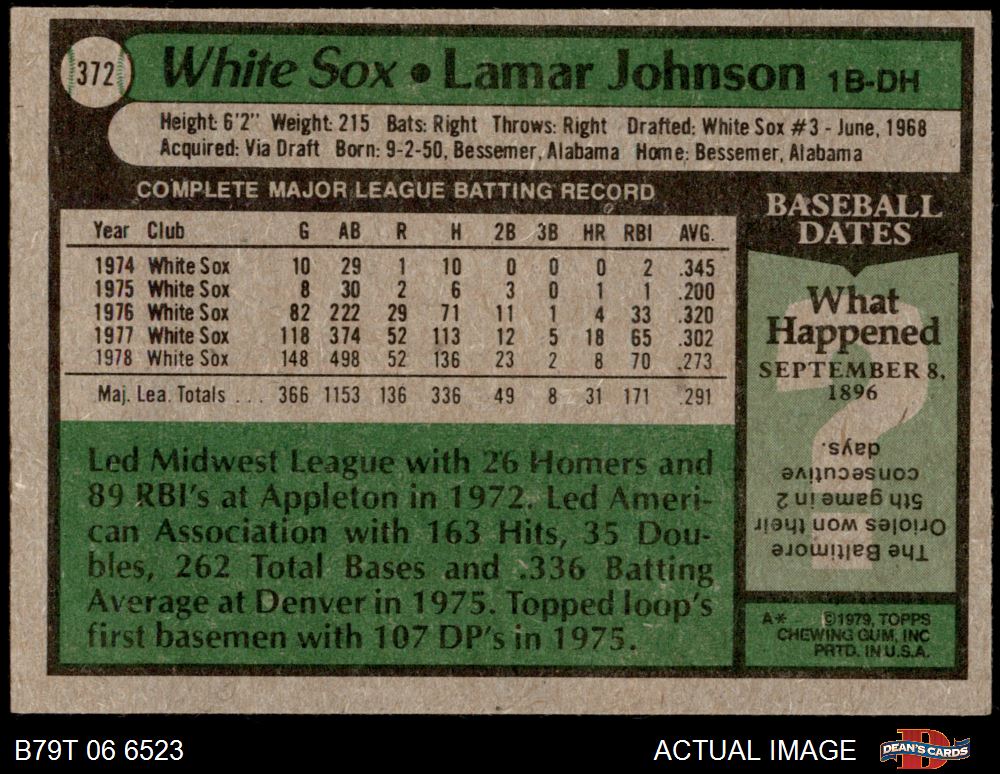 372
White Sox • Lamar Johnson 1B-DH
Height: 6'2" Weight: 215 Bats: Right Throws: Right Drafted: White Sox #3 - June, 1968
Acquired: Via Draft Born: 9-2-50, Bessemer, Alabama Home: Bessemer, Alabama
COMPLETE MAJOR LEAGUE BATTING RECORD
Year Club G AB R H 2B 3B HR RBI AVG.
1974 White Sox 10 29 1 10 0 0 0 2 .345
1975 White Sox 8 30 2 6 3 0 1 1 .200
1976 White Sox 82 222 29 71 11 1 4 33 .320
1977 White Sox 118 374 52 113 12 5 18 65 .302
1978 White Sox 148 498 52 136 23 2 8 70 .273
Maj. Lea. Totals . . . 366 1153 136 336 49 8 31 171 .291
Led Midwest League with 26 Homers and
89 RBI's at Appleton in 1972. Led Ameri-
can Association with 163 Hits, 35 Dou-
bles, 262 Total Bases and .336 Batting
Average at Denver in 1975. Topped loop's
first basemen with 107 DP's in 1975.
BASEBALL
DATES
What
Happened
SEPTEMBER 8,
1896
?
The Baltimore
Orioles won their
5th game in 2
consecutive
days.
A* ©1979, TOPPS
CHEWING GUM, INC
PRTD. IN U.S.A.
B79T 06 6523
ACTUAL IMAGE
DEAN'S CARDS